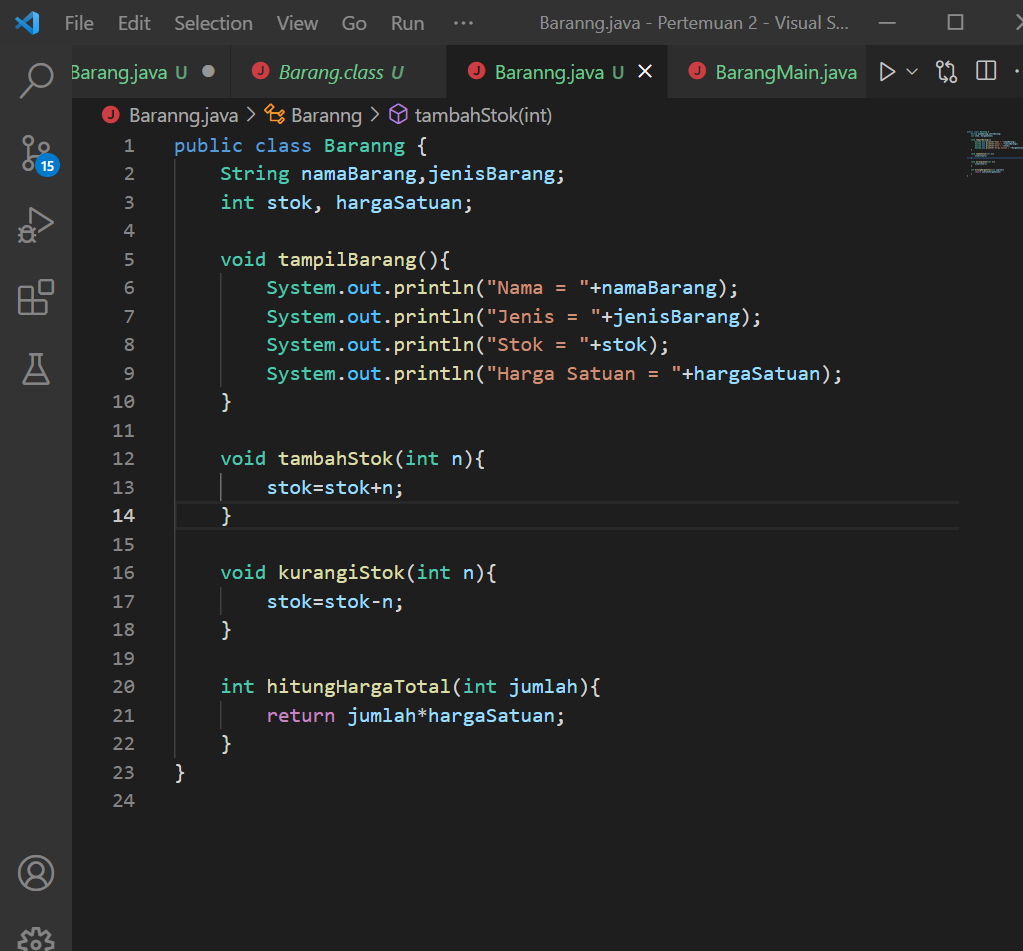 File Edit Selection View Go Run ··· Baranng.java - Pertemuan 2 - Visual S...
Barang.java U ● J Barang.class U J Baranng.java U × J BarangMain.java
J Baranng.java > Baranng > tambahStok(int)
15
1 public class Baranng {
2 String namaBarang,jenisBarang;
3 int stok, hargaSatuan;
4
5 void tampilBarang(){
6 System.out.println("Nama = "+namaBarang);
7 System.out.println("Jenis = "+jenisBarang);
8 System.out.println("Stok = "+stok);
9 System.out.println("Harga Satuan = "+hargaSatuan);
10 }
11
12 void tambahStok(int n){
13 stok=stok+n;
14 }
15
16 void kurangiStok(int n){
17 stok=stok-n;
18 }
19
20 int hitungHargaTotal(int jumlah){
21 return jumlah*hargaSatuan;
22 }
23 }
24